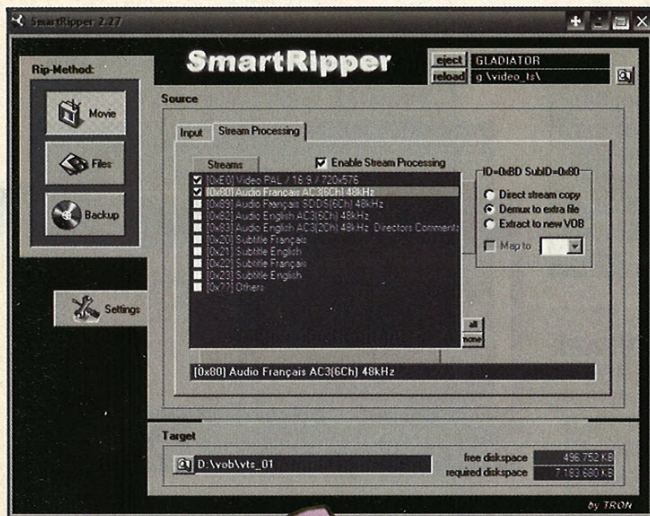 SmartRipper 2.27
SmartRipper
eject GLADIATOR
reload g:\video_ts\
Rip-Method:
Movie
Files
Backup
Settings
Source
Input Stream Processing
Streams
Enable Stream Processing
[0xE0] Video PAL / 16:9 / 720x576
[0x80] Audio Français AC3(6Ch) 48kHz
[0x89] Audio Français SDDS(6Ch) 48kHz
[0x82] Audio English AC3(6Ch) 48kHz
[0x83] Audio English AC3(2Ch) 48kHz Directors Comments
[0x20] Subtitle Français
[0x21] Subtitle English
[0x22] Subtitle Français
[0x23] Subtitle English
[0x??] Others
ID=0xBD SubID=0x80
Direct stream copy
Demux to extra file
Extract to new VOB
Map to
all
none
[0x80] Audio Français AC3(6Ch) 48kHz
Target
D:\vob\vts_01
free diskspace 496.752 KB
required diskspace 7.183.680 KB
by TRON